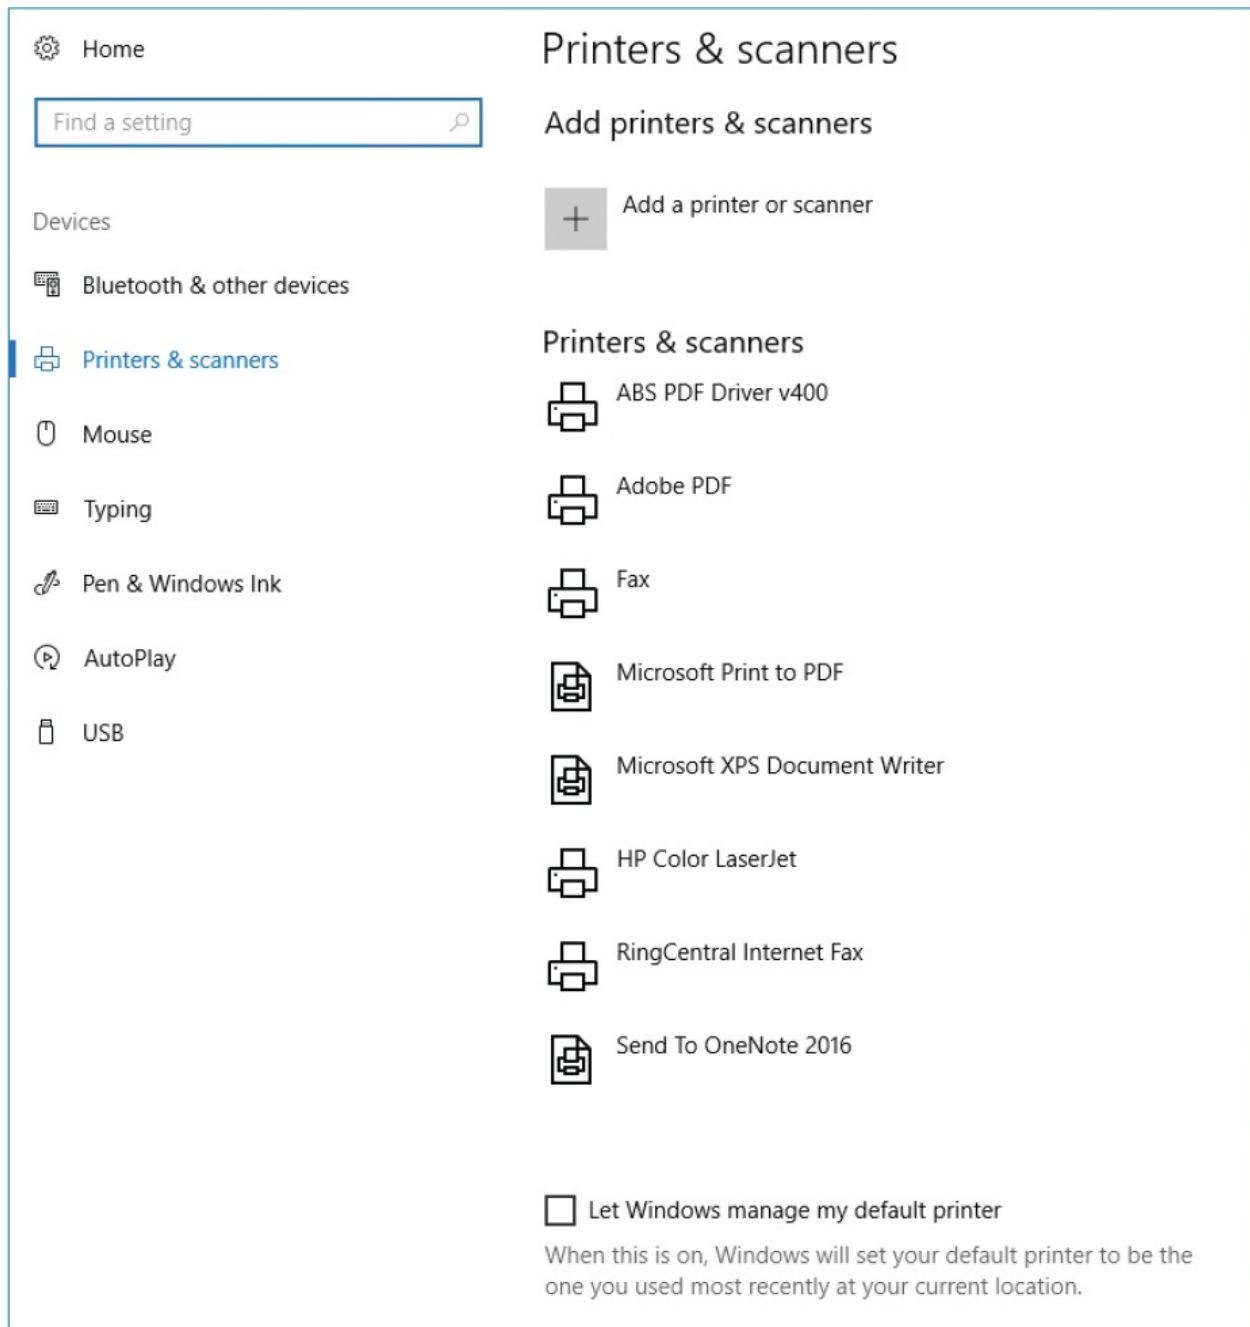 Home
Find a setting
Devices
Bluetooth & other devices
Printers & scanners
Mouse
Typing
Pen & Windows Ink
AutoPlay
USB
Printers & scanners
Add printers & scanners
Add a printer or scanner
Printers & scanners
ABS PDF Driver v400
Adobe PDF
Fax
Microsoft Print to PDF
Microsoft XPS Document Writer
HP Color LaserJet
RingCentral Internet Fax
Send To OneNote 2016
Let Windows manage my default printer
When this is on, Windows will set your default printer to be the
one you used most recently at your current location.